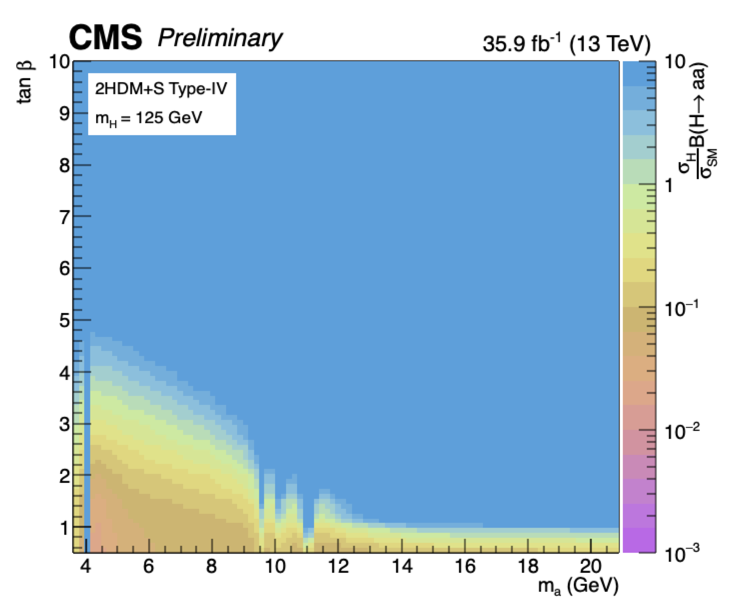 CMS Preliminary
35.9 fb⁻¹ (13 TeV)
tan β
10
9
8
7
6
5
4
3
2
1
2HDM+S Type-IV
m_H = 125 GeV
4 6 8 10 12 14 16 18 20
m_a (GeV)
10
1
10⁻¹
10⁻²
10⁻³
σ_H/σ_SM B(H→ aa)